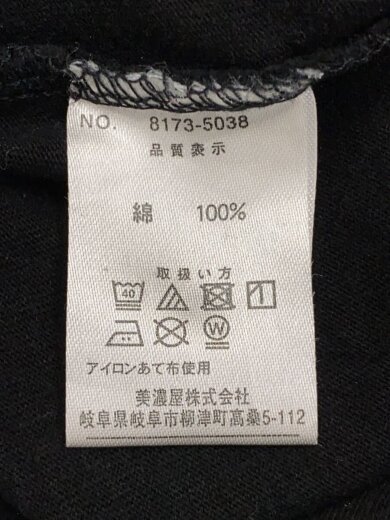 NO. 8173-5038
品質表示
綿 100%
取扱い方
40
W
アイロンあて布使用
美濃屋株式会社
岐阜県岐阜市柳津町高桑5-112